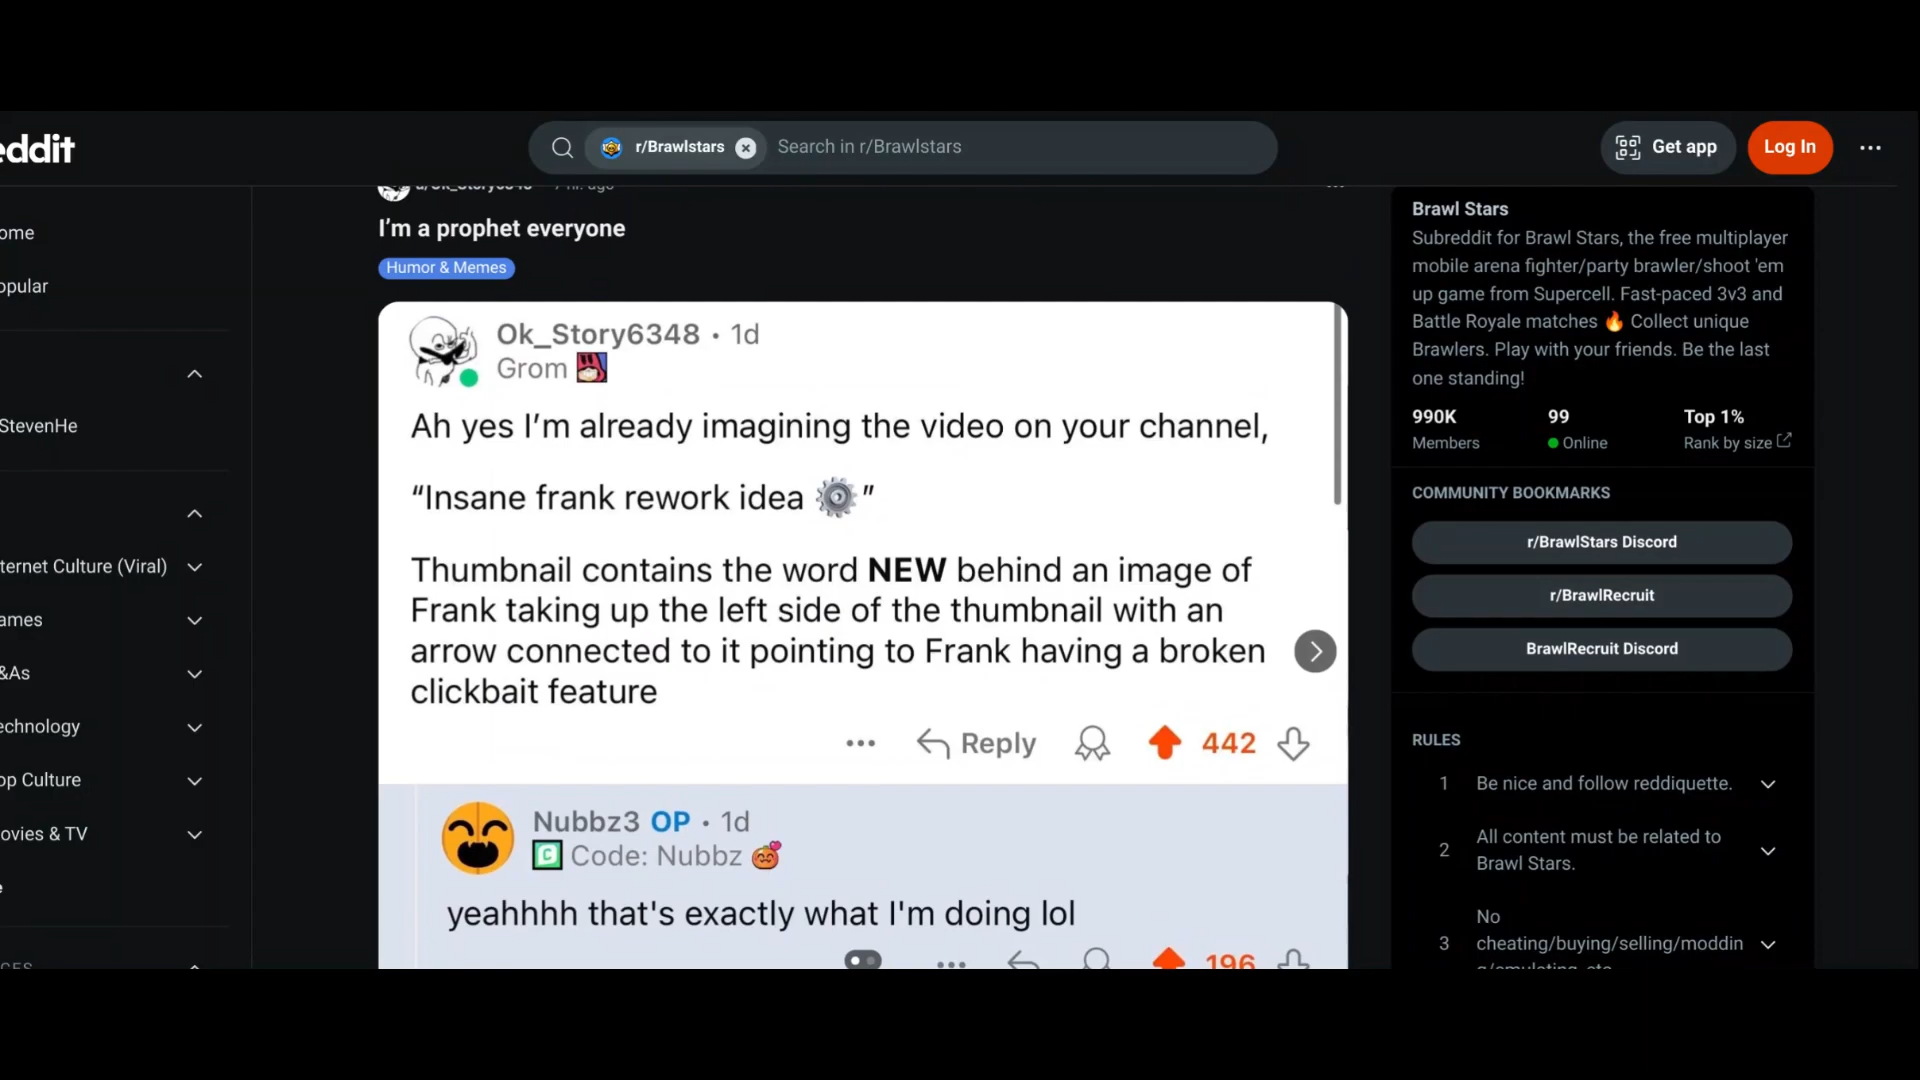 eddit
r/Brawlstars
Search in r/Brawlstars
Get app
Log In
ome
opular
StevenHe
ternet Culture (Viral)
ames
&As
echnology
op Culture
ovies & TV
e
u/Ok_Story6348 · 7 hr. ago
I’m a prophet everyone
Humor & Memes
Ok_Story6348 · 1d
Grom
Ah yes I’m already imagining the video on your channel,
“Insane frank rework idea ⚙️”
Thumbnail contains the word NEW behind an image of
Frank taking up the left side of the thumbnail with an
arrow connected to it pointing to Frank having a broken
clickbait feature
Reply
442
Nubbz3 OP · 1d
C Code: Nubbz
yeahhhh that's exactly what I'm doing lol
196
Brawl Stars
Subreddit for Brawl Stars, the free multiplayer
mobile arena fighter/party brawler/shoot 'em
up game from Supercell. Fast-paced 3v3 and
Battle Royale matches 🔥 Collect unique
Brawlers. Play with your friends. Be the last
one standing!
990K
Members
99
Online
Top 1%
Rank by size
COMMUNITY BOOKMARKS
r/BrawlStars Discord
r/BrawlRecruit
BrawlRecruit Discord
RULES
1 Be nice and follow reddiquette.
2 All content must be related to
Brawl Stars.
3 No
cheating/buying/selling/moddin
g/emulating, etc